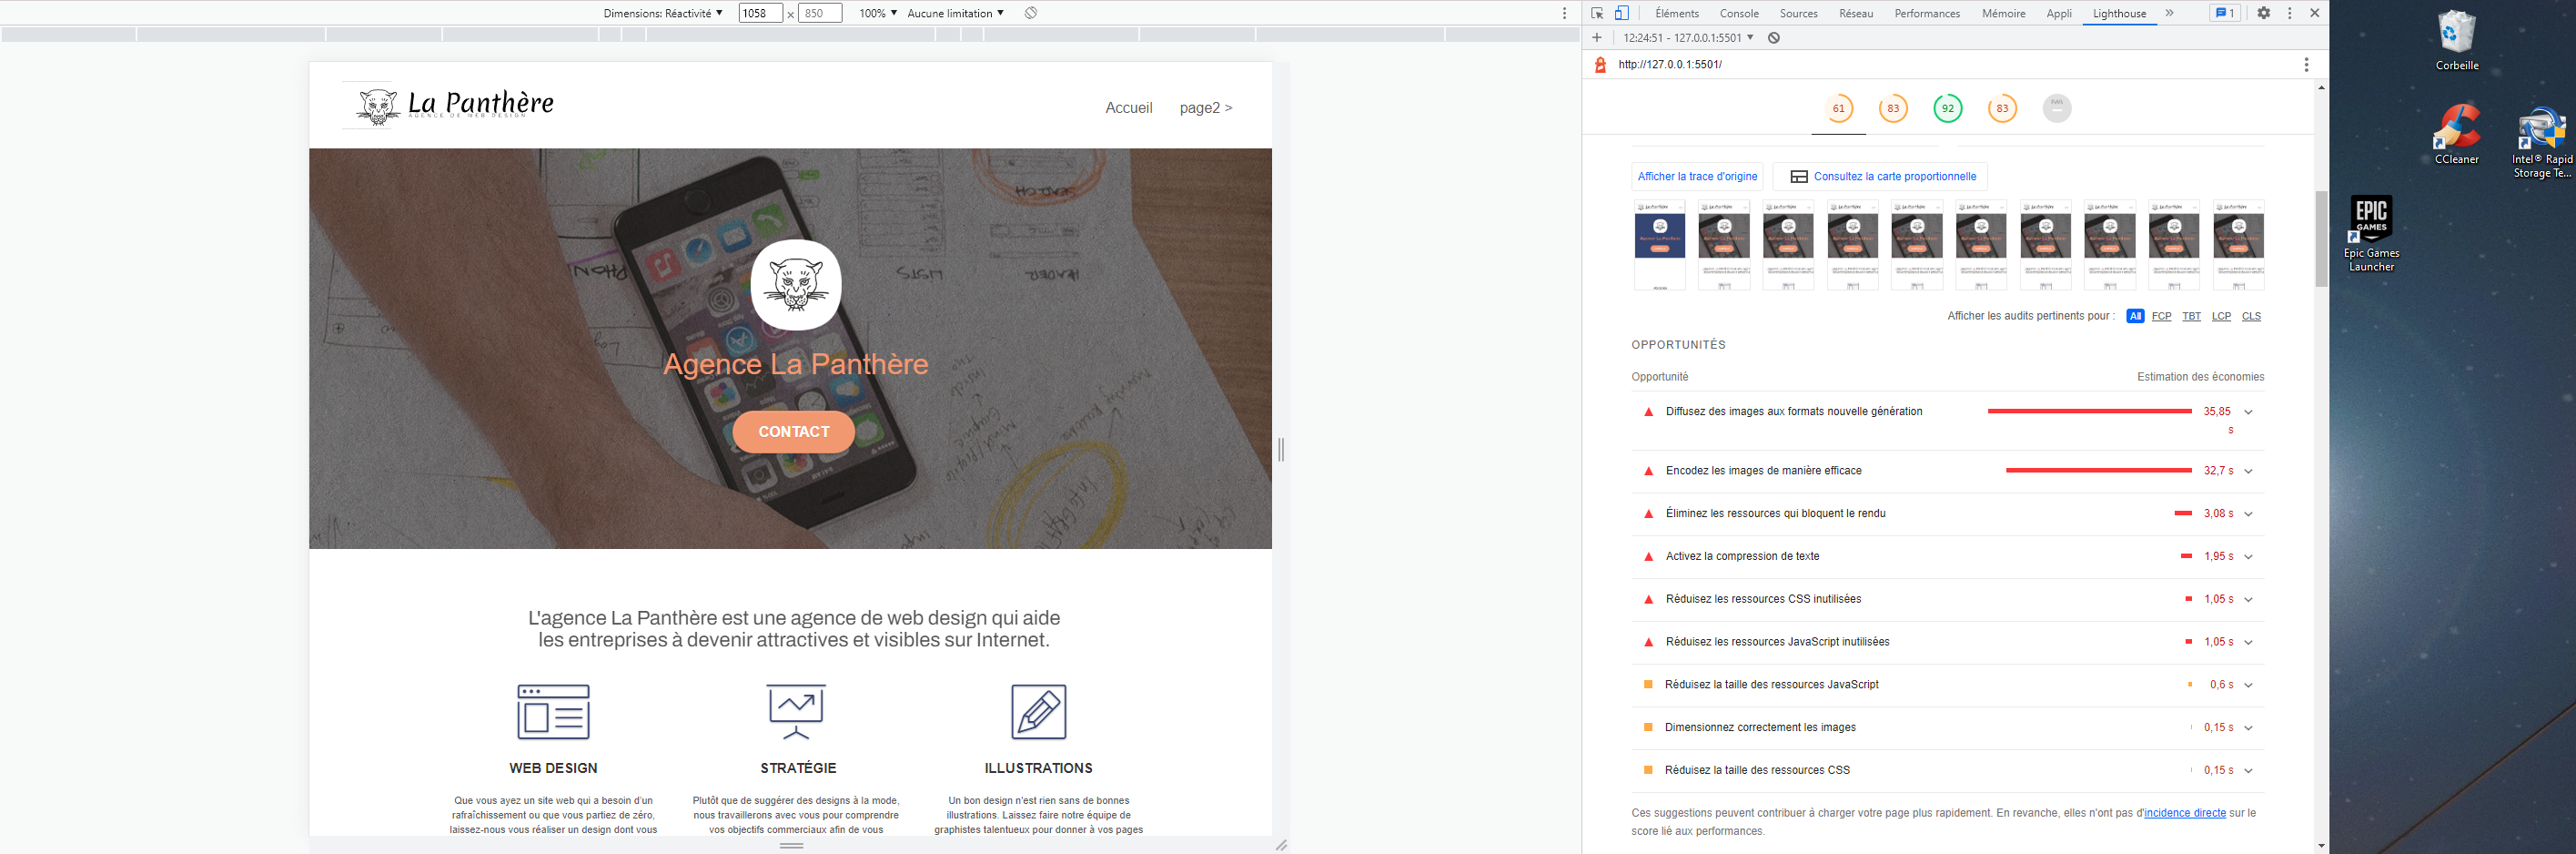 Dimensions: Réactivité ▼ 1058 x 850 100% ▼ Aucune limitation ▼
La Panthère
AGENCE DE WEB DESIGN
Accueil page2 >
Agence La Panthère
CONTACT
L'agence La Panthère est une agence de web design qui aide
les entreprises à devenir attractives et visibles sur Internet.
WEB DESIGN
Que vous ayez un site web qui a besoin d'un
rafraîchissement ou que vous partiez de zéro,
laissez-nous vous réaliser un design dont vous
STRATÉGIE
Plutôt que de suggérer des designs à la mode,
nous travaillerons avec vous pour comprendre
vos objectifs commerciaux afin de vous
ILLUSTRATIONS
Un bon design n'est rien sans de bonnes
illustrations. Laissez faire notre équipe de
graphistes talentueux pour donner à vos pages
Éléments Console Sources Réseau Performances Mémoire Appli Lighthouse » 1
12:24:51 - 127.0.0.1:5501 ▼
http://127.0.0.1:5501/
61 83 92 83 PWA
Afficher la trace d'origine Consultez la carte proportionnelle
Afficher les audits pertinents pour : All FCP TBT LCP CLS
OPPORTUNITÉS
Opportunité Estimation des économies
Diffusez des images aux formats nouvelle génération 35,85
s
Encodez les images de manière efficace 32,7 s
Éliminez les ressources qui bloquent le rendu 3,08 s
Activez la compression de texte 1,95 s
Réduisez les ressources CSS inutilisées 1,05 s
Réduisez les ressources JavaScript inutilisées 1,05 s
Réduisez la taille des ressources JavaScript 0,6 s
Dimensionnez correctement les images 0,15 s
Réduisez la taille des ressources CSS 0,15 s
Ces suggestions peuvent contribuer à charger votre page plus rapidement. En revanche, elles n'ont pas d'incidence directe sur le
score lié aux performances.
Corbeille
CCleaner
Intel® Rapid
Storage Te...
EPIC
GAMES
Epic Games
Launcher